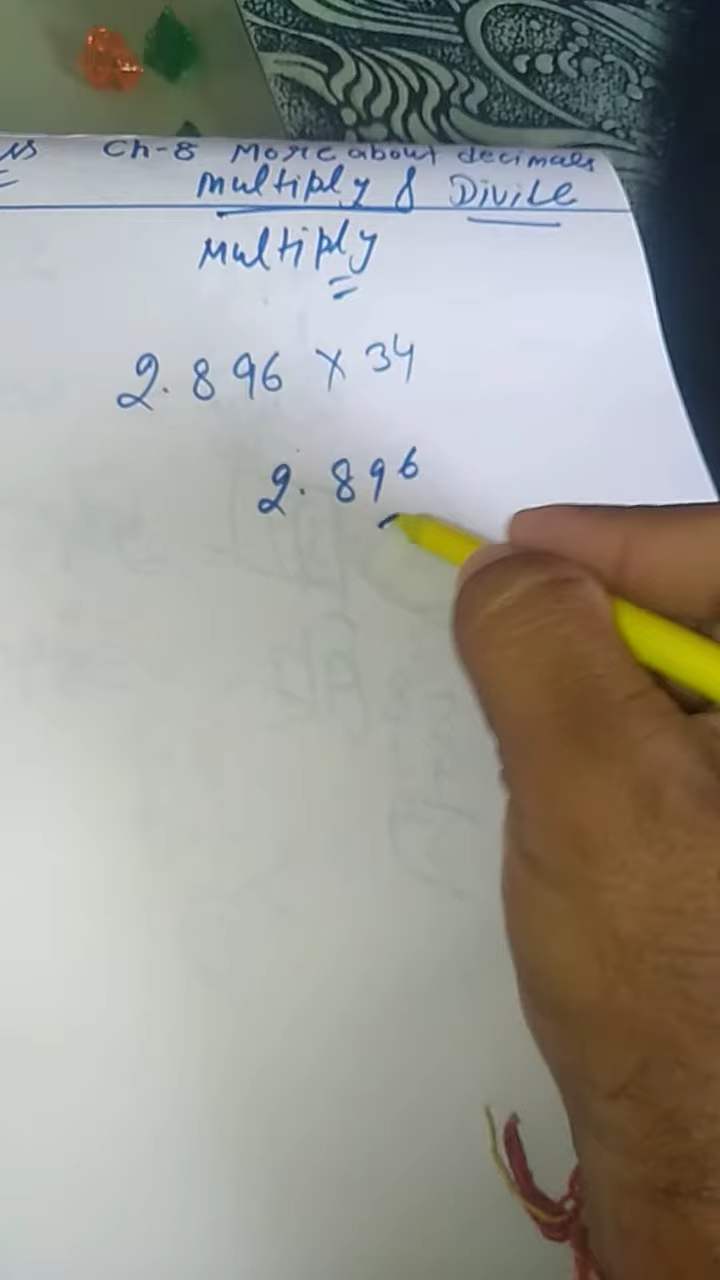 Ch-8 More about decimals
Multiply & Divide
Multiply
2.896 x 34
2.896